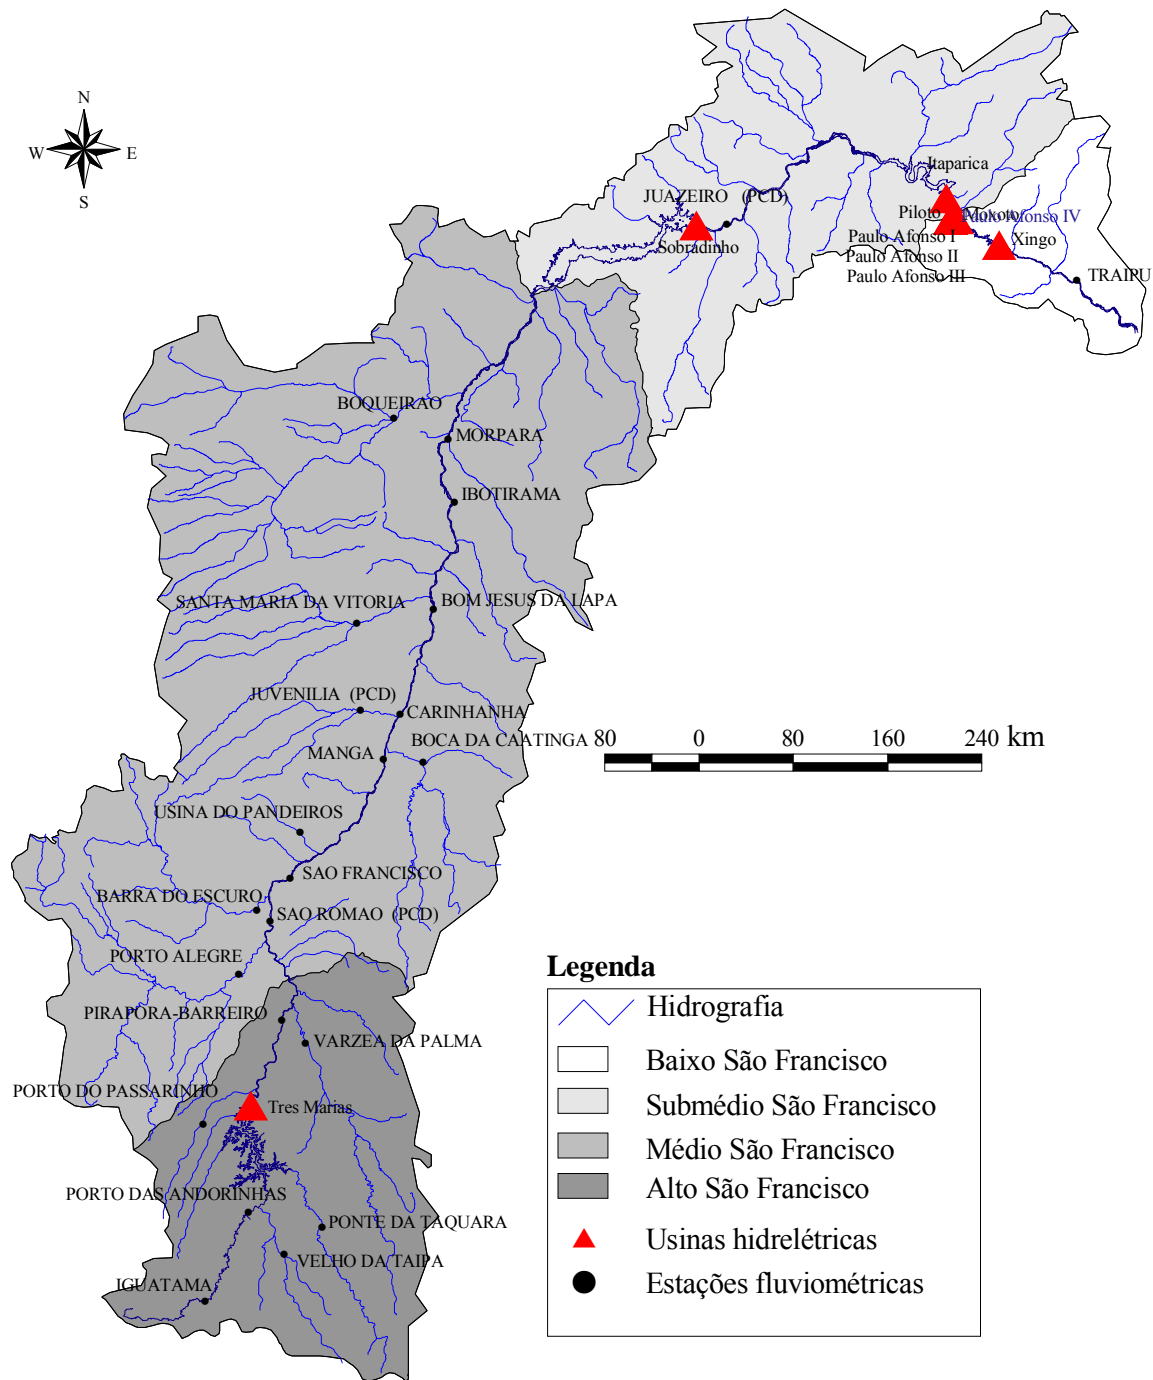 N
W E
S
Itaparica
JUAZEIRO (PCD)
Piloto Moxoto
Paulo Afonso IV
Paulo Afonso I
Xingo
Sobradinho
Paulo Afonso II
Paulo Afonso III
TRAIPU
BOQUEIRAO
MORPARA
IBOTIRAMA
SANTA MARIA DA VITORIA
BOM JESUS DA LAPA
JUVENILIA (PCD)
CARINHANHA
BOCA DA CAATINGA
MANGA
80 0 80 160 240 km
USINA DO PANDEIROS
SAO FRANCISCO
BARRA DO ESCURO
SAO ROMAO (PCD)
PORTO ALEGRE
PIRAPORA-BARREIRO
VARZEA DA PALMA
PORTO DO PASSARINHO
Tres Marias
PORTO DAS ANDORINHAS
PONTE DA TAQUARA
VELHO DA TAIPA
IGUATAMA
Legenda
Hidrografia
Baixo São Francisco
Submédio São Francisco
Médio São Francisco
Alto São Francisco
Usinas hidrelétricas
Estações fluviométricas